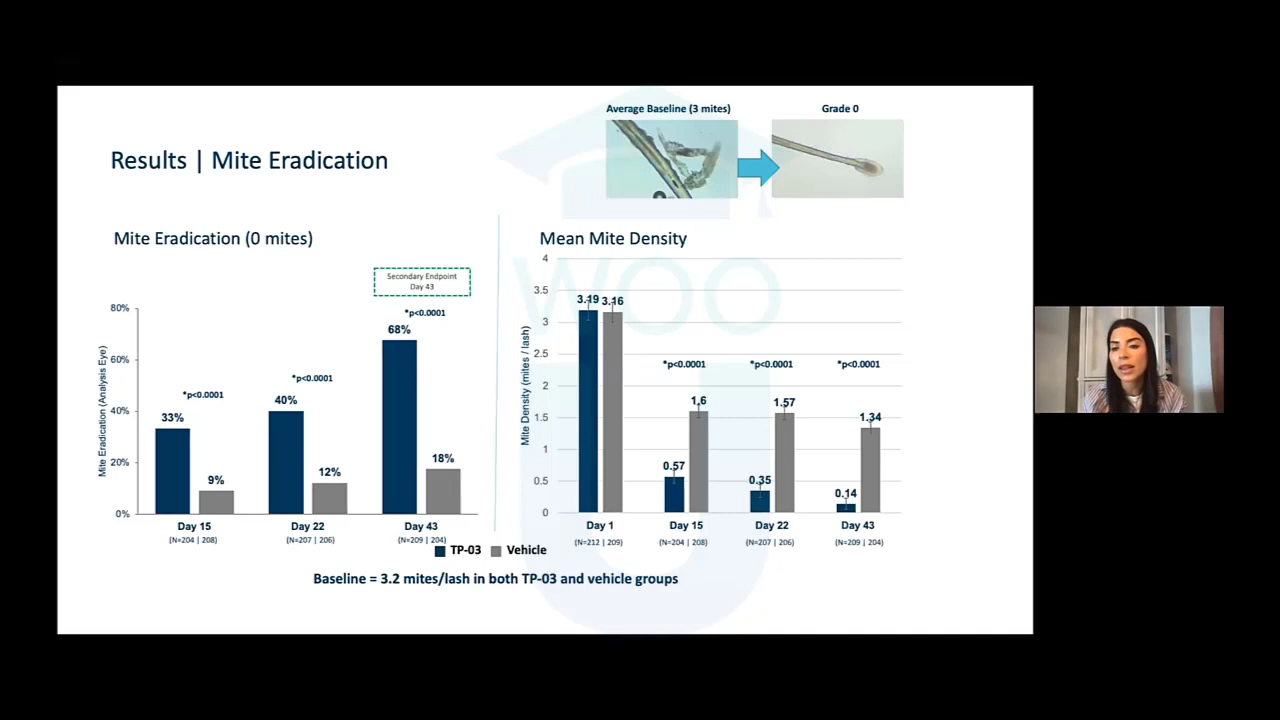 Average Baseline (3 mites)
Grade 0
Results | Mite Eradication
Mite Eradication (0 mites)
Secondary Endpoint
Day 43
Mite Eradication (Analysis Eye)
80%
60%
40%
20%
0%
*p<0.0001
33%
9%
*p<0.0001
40%
12%
*p<0.0001
68%
18%
Day 15
Day 22
Day 43
(N=204 | 208)
(N=207 | 206)
(N=209 | 204)
Mean Mite Density
Mite Density (mites / lash)
4
3.5
3
2.5
2
1.5
1
0.5
0
3.19
3.16
*p<0.0001
0.57
1.6
*p<0.0001
0.35
1.57
*p<0.0001
0.14
1.34
Day 1
Day 15
Day 22
Day 43
(N=212 | 209)
(N=204 | 208)
(N=207 | 206)
(N=209 | 204)
TP-03
Vehicle
Baseline = 3.2 mites/lash in both TP-03 and vehicle groups
WOO
U